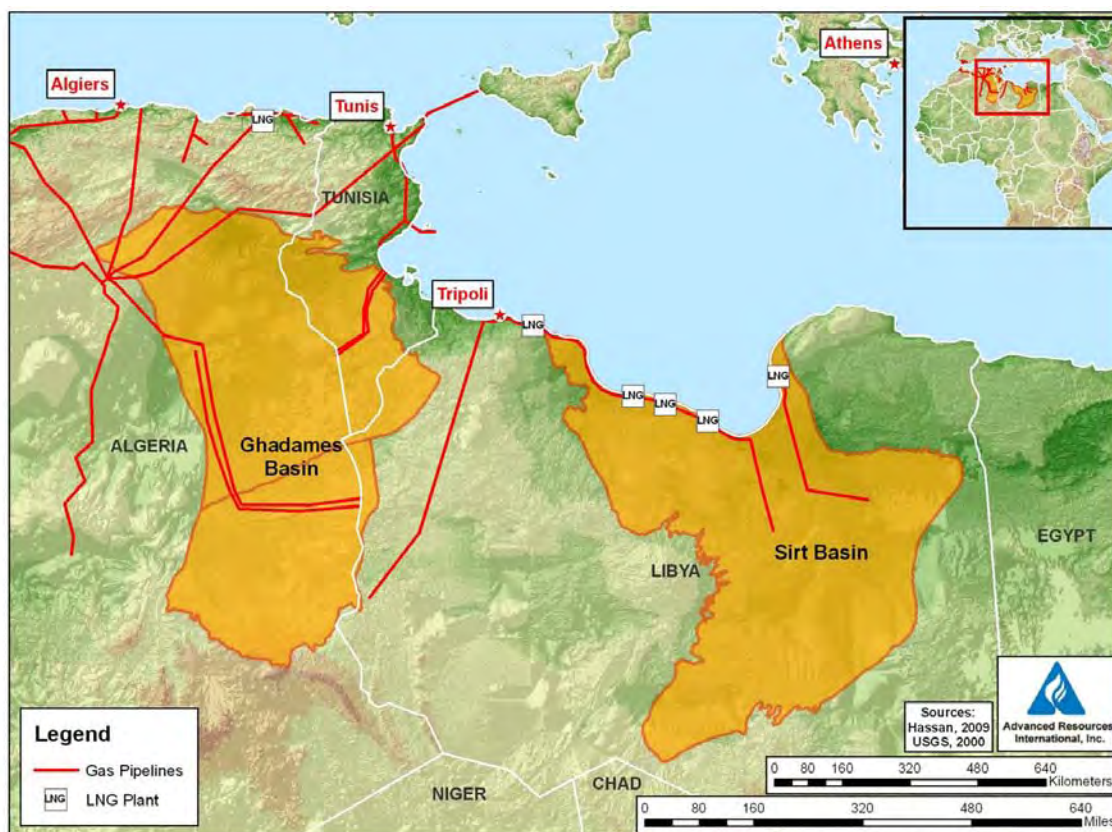 Athens
Algiers
LNG
Tunis
TUNISIA
Tripoli
LNG
LNG
LNG
LNG
LNG
ALGERIA
Ghadames
Basin
Sirt Basin
LIBYA
EGYPT
NIGER
CHAD
Legend
Gas Pipelines
LNG
LNG Plant
Sources:
Hassan, 2009
USGS, 2000
Advanced Resources
International, Inc.
0 40 80 160 240 320 480 640
Kilometers
0 80 160 320 480 640
Miles